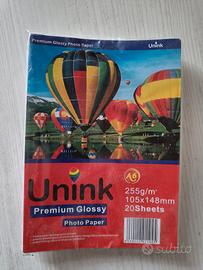 Premium Glossy Photo Paper
Unink
Unink
Premium Glossy
Photo Paper
A6
255g/m²
105x148mm
20Sheets
subito